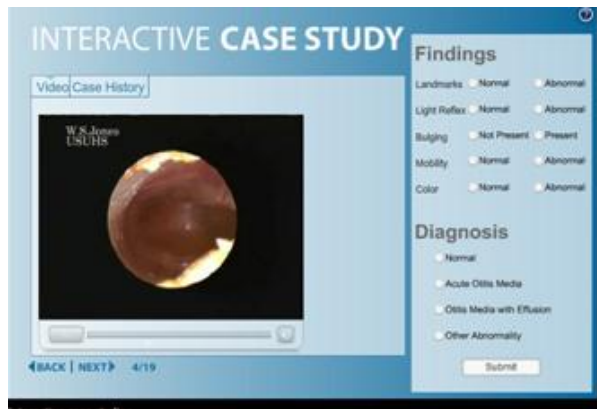 ?
INTERACTIVE CASE STUDY
Video Case History
W.S.Jones
USUHS
BACK | NEXT 4/19
Findings
Landmarks Normal Abnormal
Light Reflex Normal Abnormal
Bulging Not Present Present
Mobility Normal Abnormal
Color Normal Abnormal
Diagnosis
Normal
Acute Otitis Media
Otitis Media with Effusion
Other Abnormality
Submit